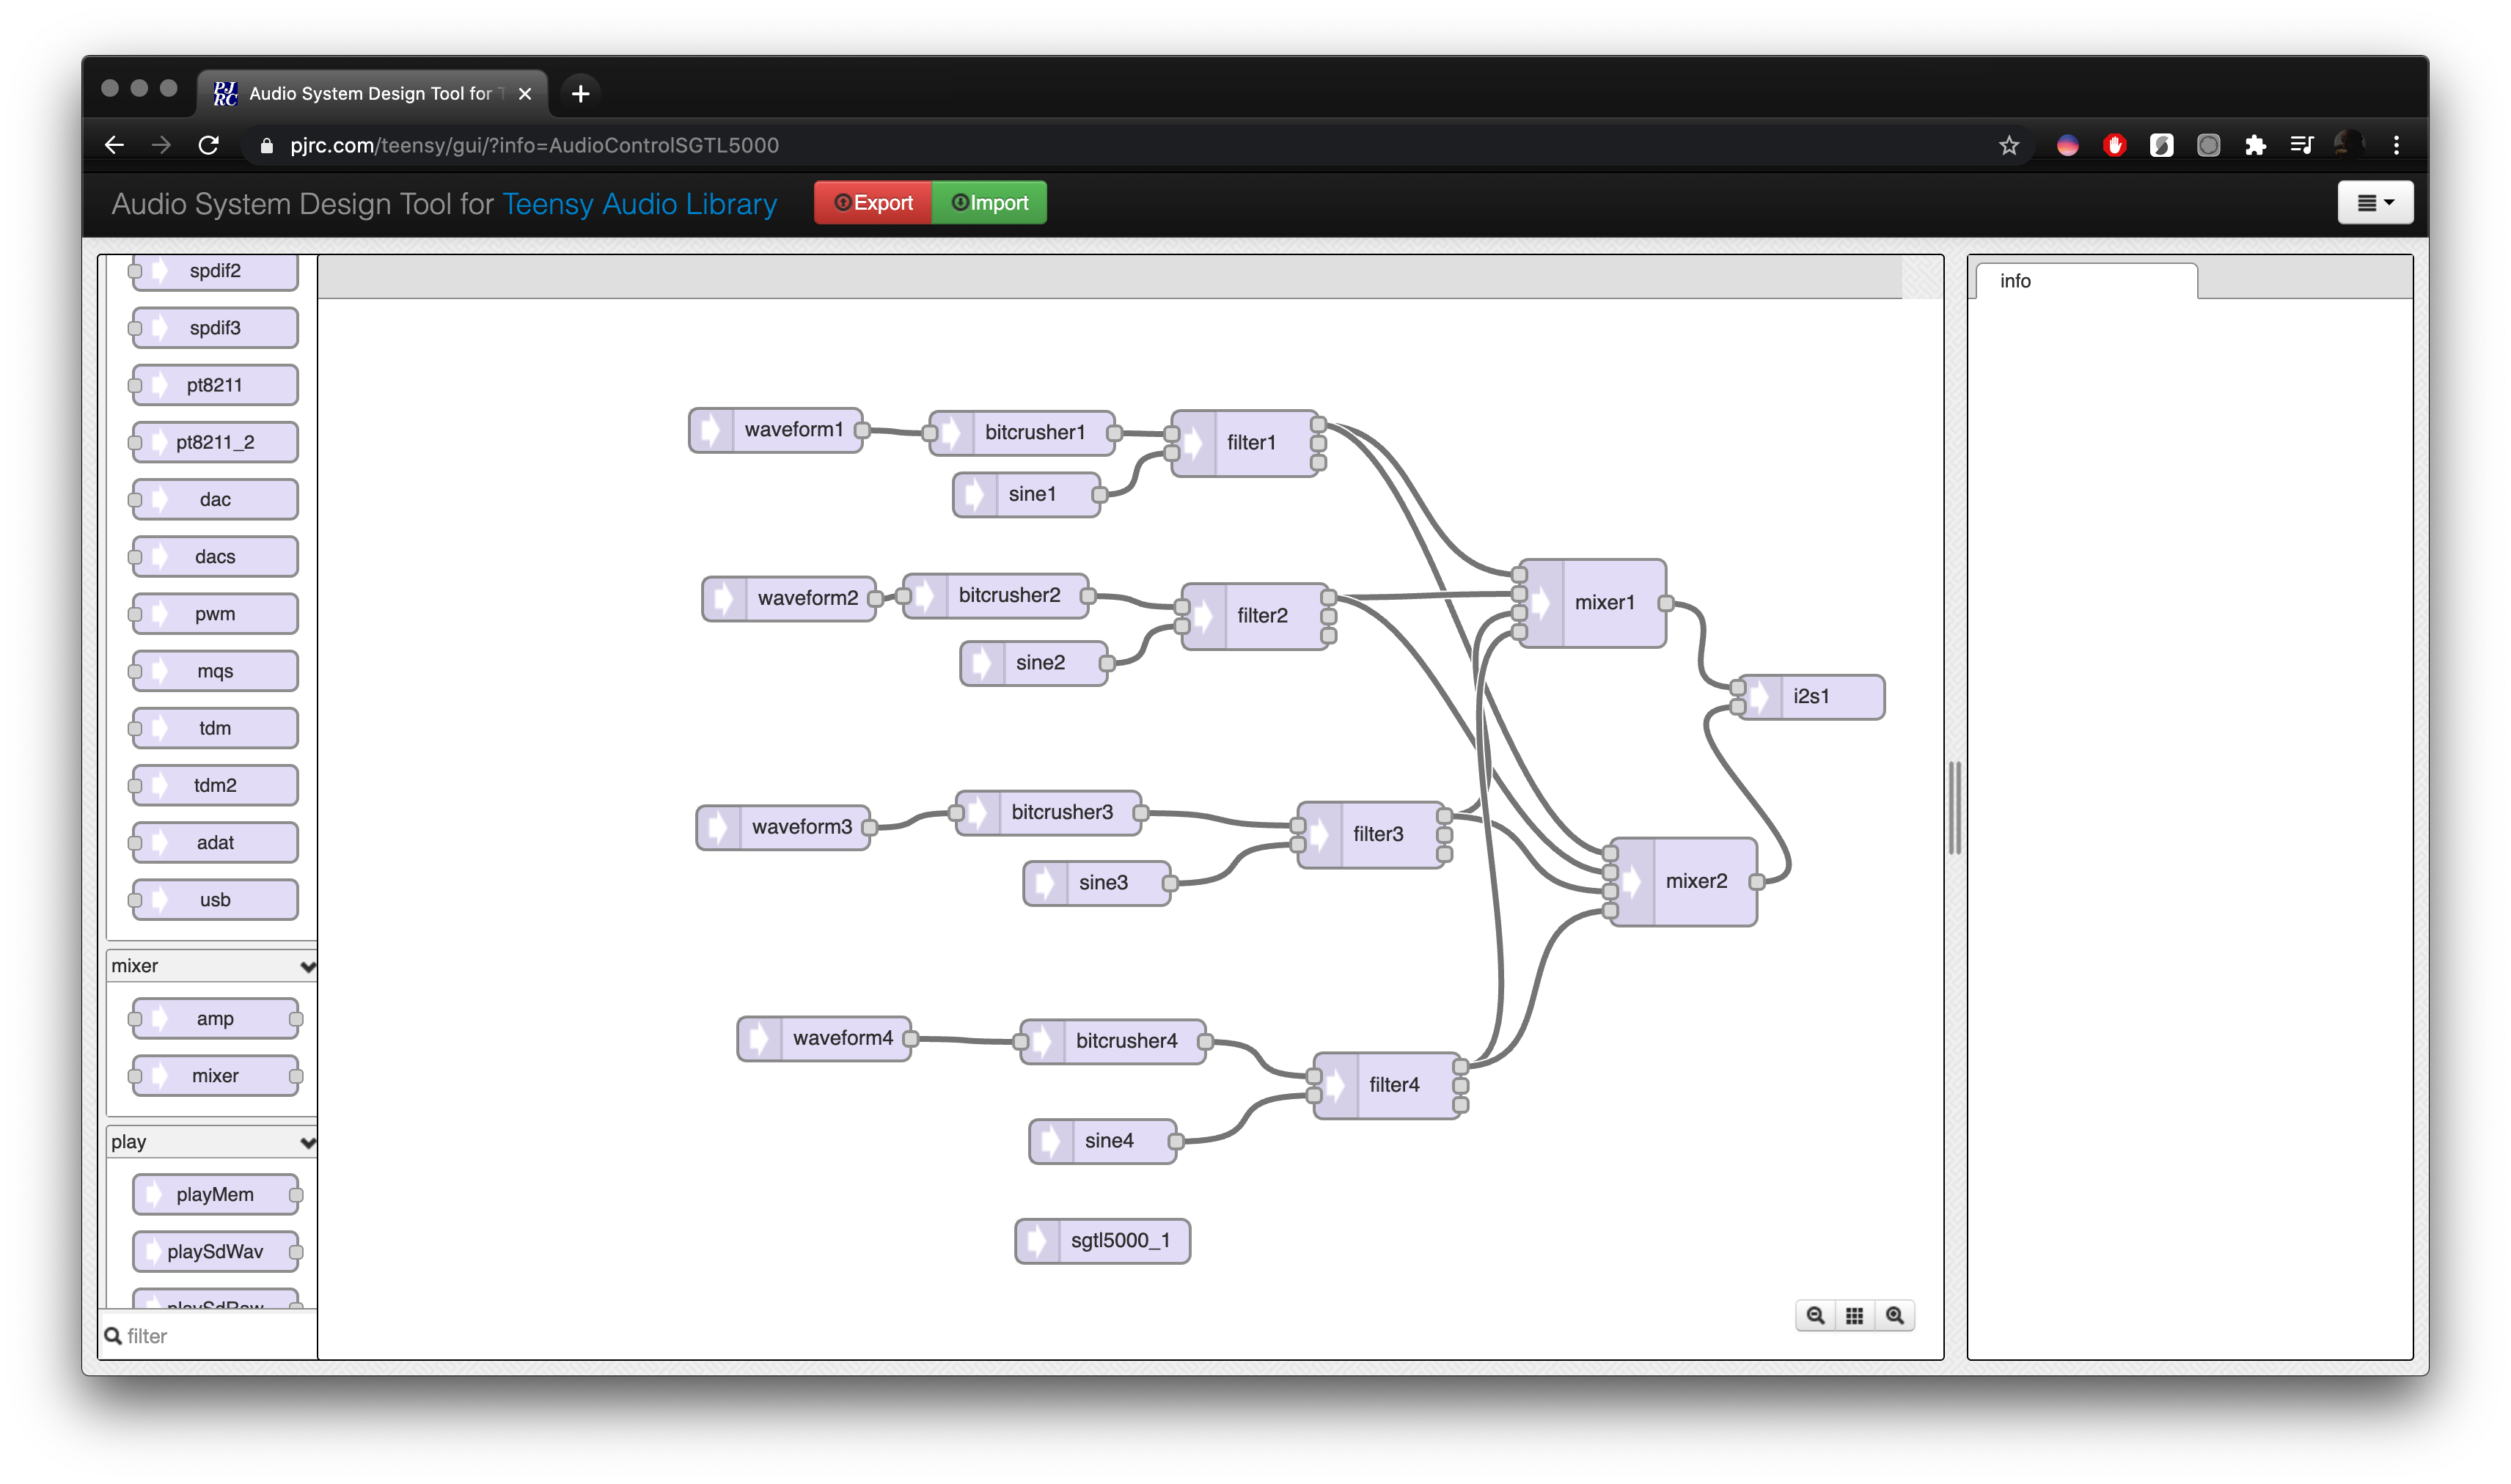 PJ
RC
Audio System Design Tool for T
pjrc.com/teensy/gui/?info=AudioControlSGTL5000
Audio System Design Tool for Teensy Audio Library
Export
Import
spdif2
spdif3
pt8211
pt8211_2
dac
dacs
pwm
mqs
tdm
tdm2
adat
usb
mixer
amp
mixer
play
playMem
playSdWav
playSdRaw
filter
waveform1
bitcrusher1
filter1
sine1
waveform2
bitcrusher2
filter2
sine2
mixer1
i2s1
waveform3
bitcrusher3
filter3
sine3
mixer2
waveform4
bitcrusher4
filter4
sine4
sgtl5000_1
info